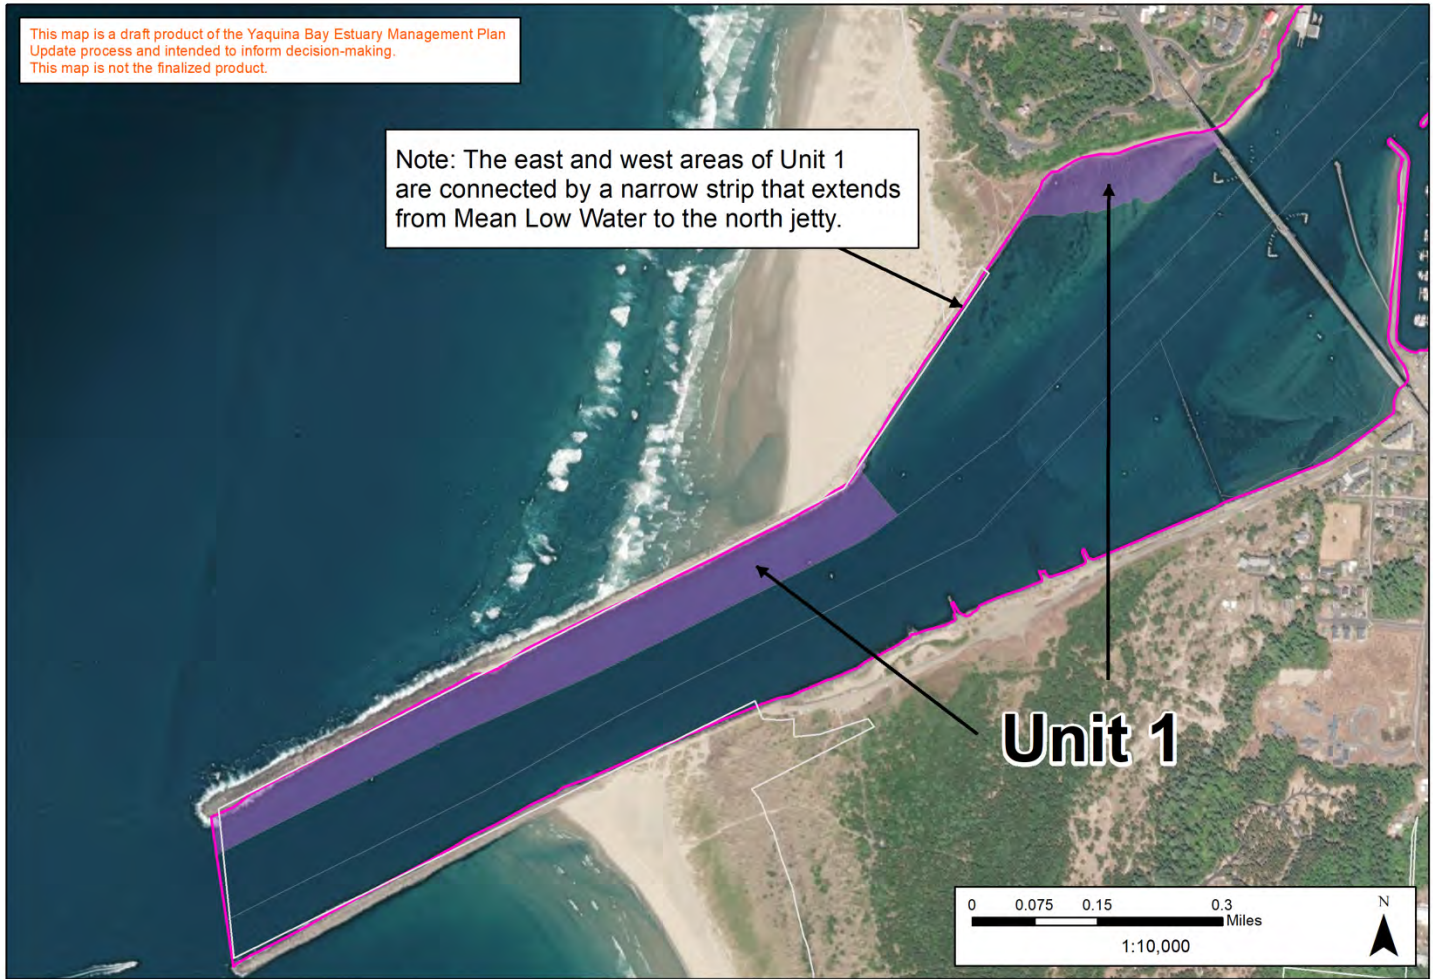 This map is a draft product of the Yaquina Bay Estuary Management Plan
Update process and intended to inform decision-making.
This map is not the finalized product.
Note: The east and west areas of Unit 1
are connected by a narrow strip that extends
from Mean Low Water to the north jetty.
Unit 1
0 0.075 0.15 0.3
Miles
1:10,000
N